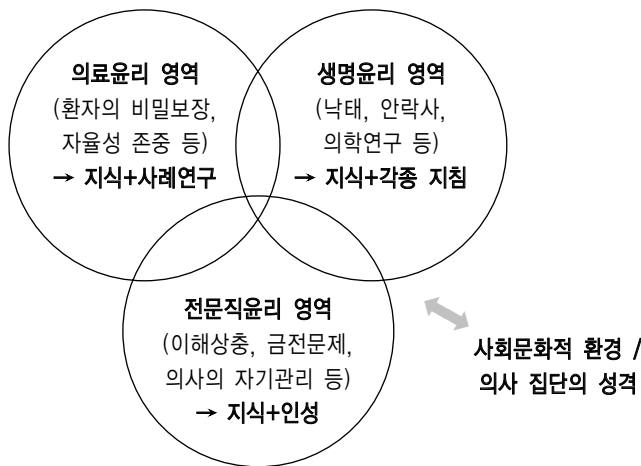 의료윤리 영역
(환자의 비밀보장,
자율성 존중 등)
→ 지식+사례연구
생명윤리 영역
(낙태, 안락사,
의학연구 등)
→ 지식+각종 지침
전문직윤리 영역
(이해상충, 금전문제,
의사의 자기관리 등)
→ 지식+인성
사회문화적 환경 /
의사 집단의 성격